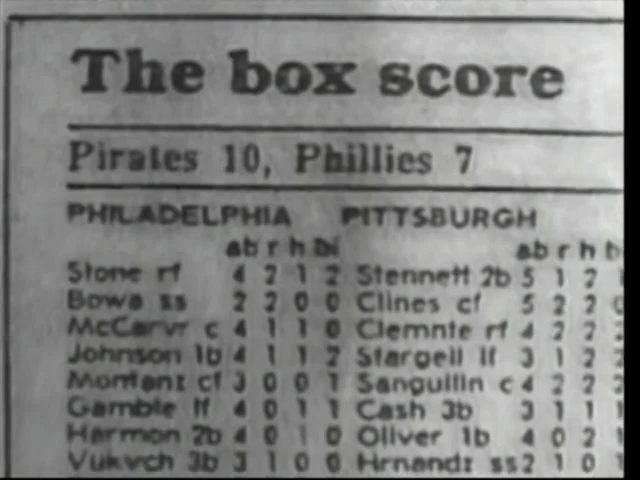 The box score
Pirates 10, Phillies 7
PHILADELPHIA PITTSBURGH
ab r h bi ab r h b
Stone rf 4 2 1 2 Stennett 2b 5 1 2
Bowa ss 2 2 0 0 Clines cf 5 2 2
McCarvr c 4 1 1 0 Clemnte rf 4 2 2
Johnson 1b 4 1 1 2 Stargell lf 3 1 2
Montanz cf 3 0 0 1 Sanguilln c 4 2 2
Gamble lf 4 0 1 1 Cash 3b 3 1 1
Harmon 2b 4 0 1 0 Oliver 1b 4 0 2
Vukvch 3b 3 1 0 0 Hrnandz ss 2 1 0